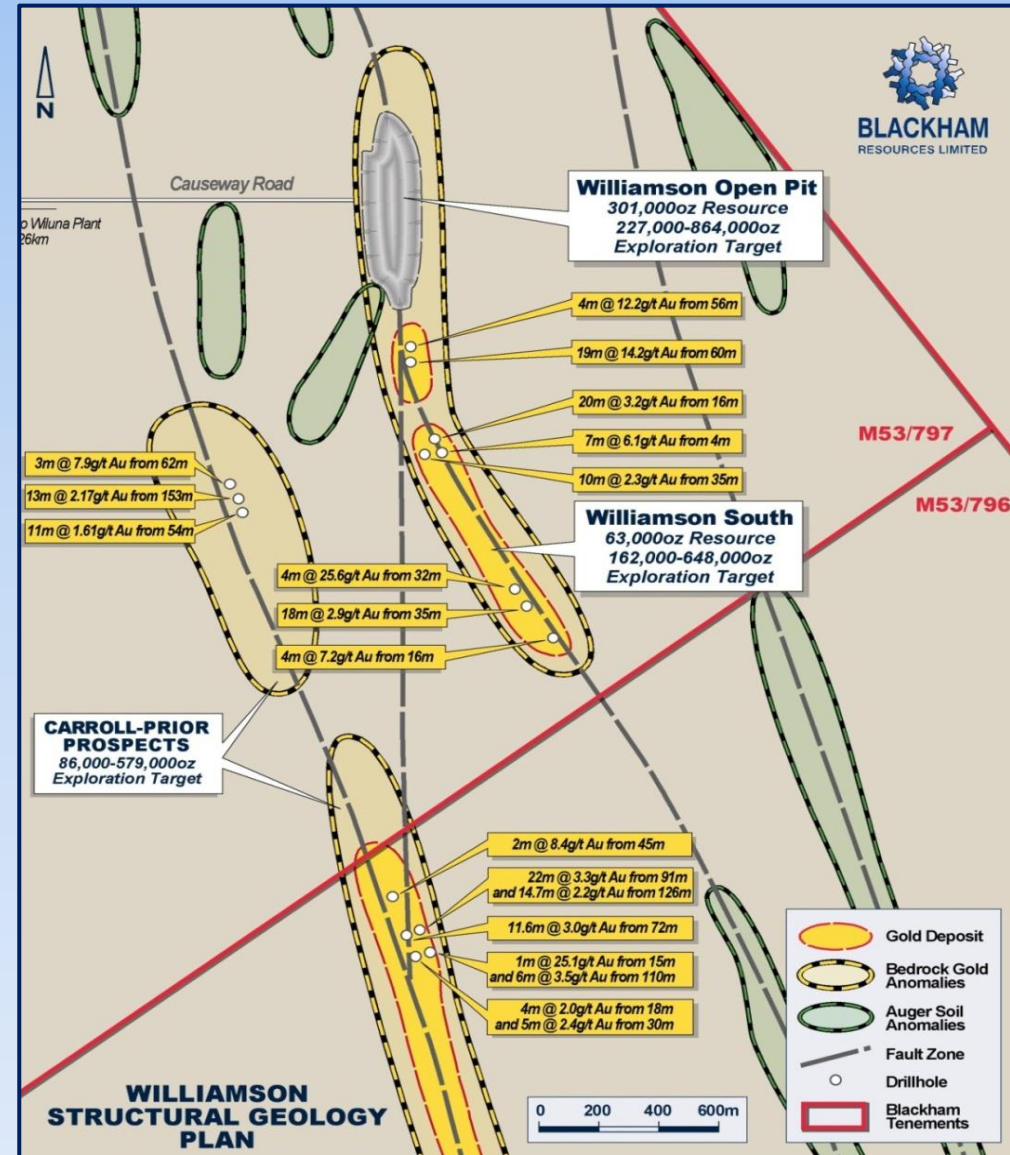 N
BLACKHAM
RESOURCES LIMITED
Causeway Road
Wiluna Plant
26km
Williamson Open Pit
301,000oz Resource
227,000-864,000oz
Exploration Target
4m @ 12.2g/t Au from 56m
19m @ 14.2g/t Au from 60m
20m @ 3.2g/t Au from 16m
7m @ 6.1g/t Au from 4m
10m @ 2.3g/t Au from 35m
M53/797
M53/796
3m @ 7.9g/t Au from 62m
13m @ 2.17g/t Au from 153m
11m @ 1.61g/t Au from 54m
Williamson South
63,000oz Resource
162,000-648,000oz
Exploration Target
4m @ 25.6g/t Au from 32m
18m @ 2.9g/t Au from 35m
4m @ 7.2g/t Au from 16m
CARROLL-PRIOR
PROSPECTS
86,000-579,000oz
Exploration Target
2m @ 8.4g/t Au from 45m
22m @ 3.3g/t Au from 91m
and 14.7m @ 2.2g/t Au from 126m
11.6m @ 3.0g/t Au from 72m
1m @ 25.1g/t Au from 15m
and 6m @ 3.5g/t Au from 110m
4m @ 2.0g/t Au from 18m
and 5m @ 2.4g/t Au from 30m
Gold Deposit
Bedrock Gold
Anomalies
Auger Soil
Anomalies
Fault Zone
Drillhole
Blackham
Tenements
WILLIAMSON
STRUCTURAL GEOLOGY
PLAN
0 200 400 600m